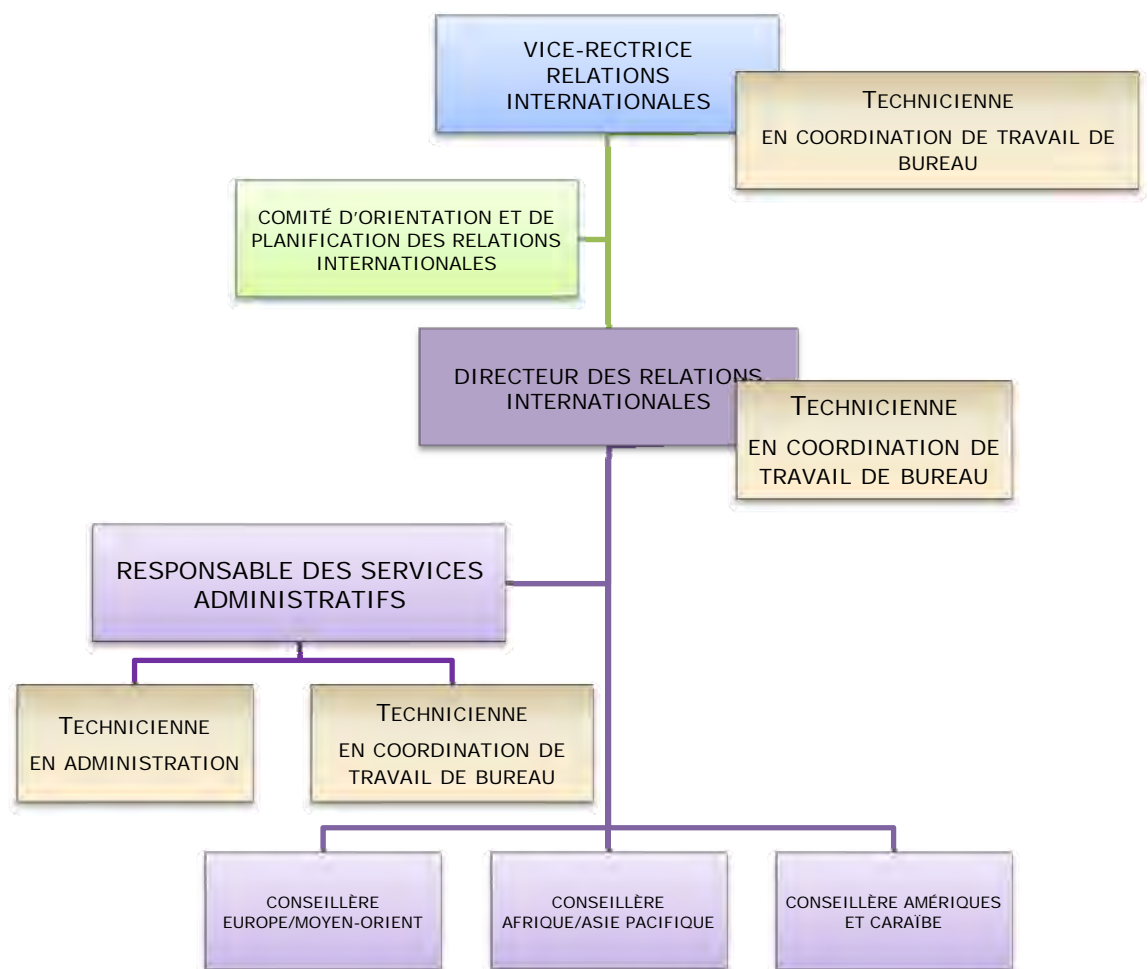 VICE-RECTRICE
RELATIONS
INTERNATIONALES
TECHNICIENNE
EN COORDINATION DE TRAVAIL DE
BUREAU
COMITÉ D'ORIENTATION ET DE
PLANIFICATION DES RELATIONS
INTERNATIONALES
DIRECTEUR DES RELATIONS
INTERNATIONALES
TECHNICIENNE
EN COORDINATION DE
TRAVAIL DE BUREAU
RESPONSABLE DES SERVICES
ADMINISTRATIFS
TECHNICIENNE
EN ADMINISTRATION
TECHNICIENNE
EN COORDINATION DE
TRAVAIL DE BUREAU
CONSEILLÈRE
EUROPE/MOYEN-ORIENT
CONSEILLÈRE
AFRIQUE/ASIE PACIFIQUE
CONSEILLÈRE AMÉRIQUES
ET CARAÏBE